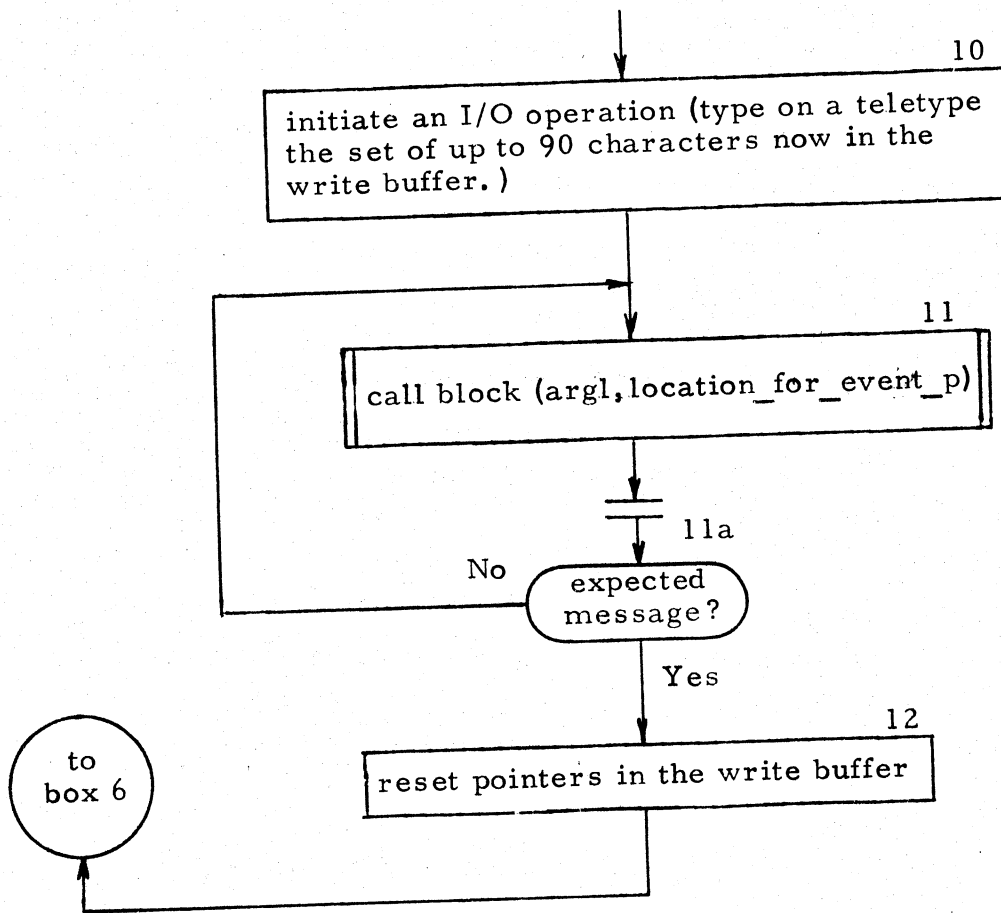 10
initiate an I/O operation (type on a teletype
the set of up to 90 characters now in the
write buffer.)
11
call block (argl,location_for_event_p)
11a
No
expected
message?
Yes
12
to
box 6
reset pointers in the write buffer